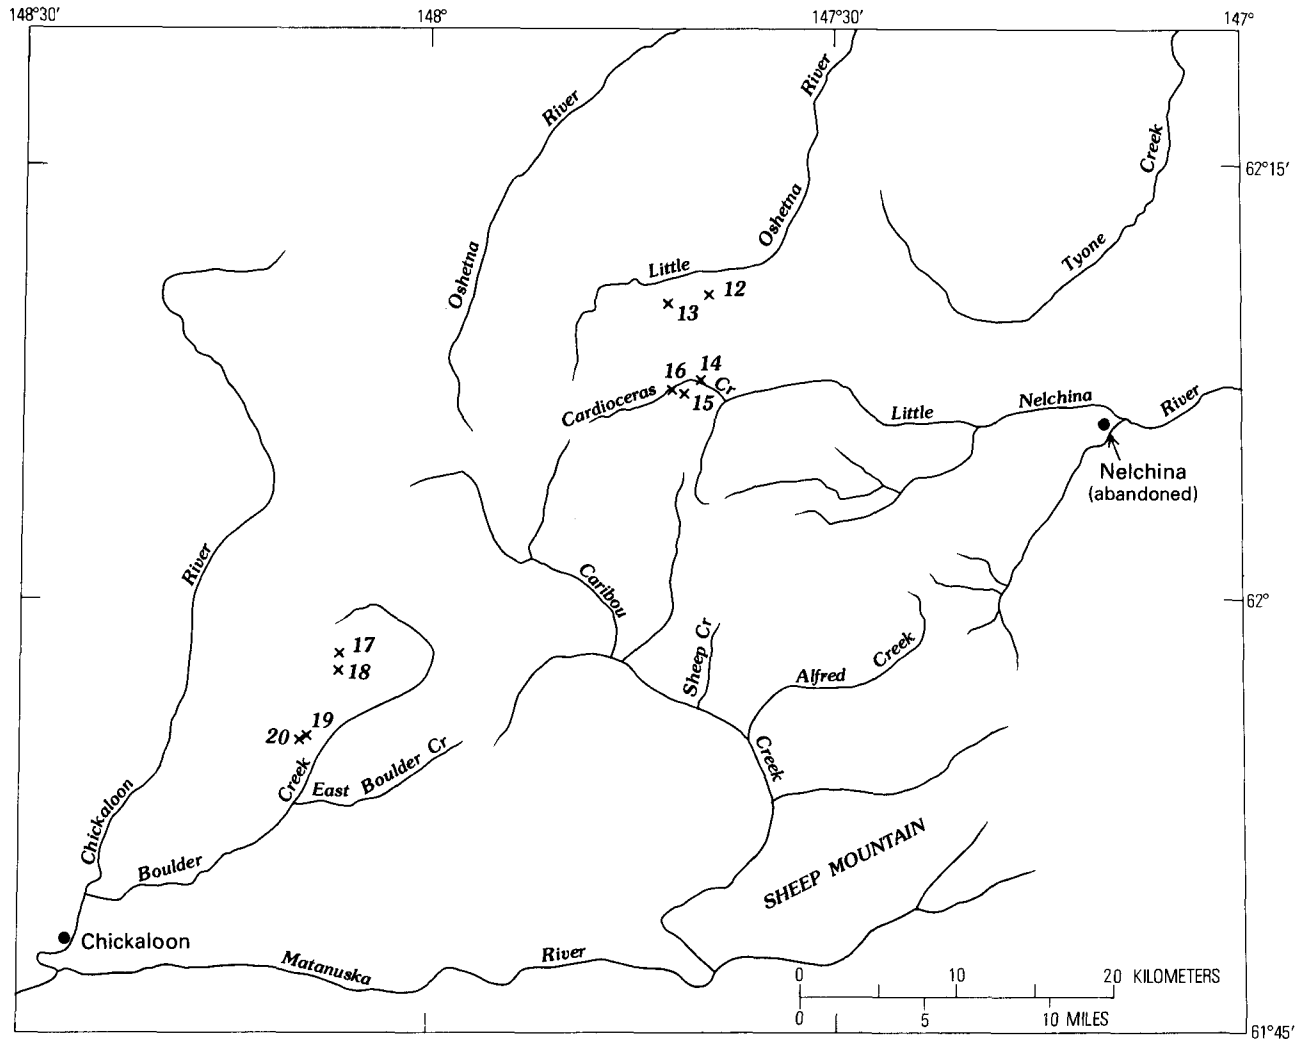 148°30′
148°
147°30′
147°
River
River
Creek
62°15′
Oshetna
Tyone
Oshetna
Little
12
13
16
14
Cardioceras
Cr
15
Little
Nelchina
River
Nelchina
(abandoned)
River
Caribou
62°
17
18
Sheep Cr
Alfred
Creek
19
20
Creek
East Boulder Cr
Creek
Chickaloon
Boulder
SHEEP MOUNTAIN
Chickaloon
Matanuska
River
0 10 20 KILOMETERS
0 5 10 MILES
61°45′